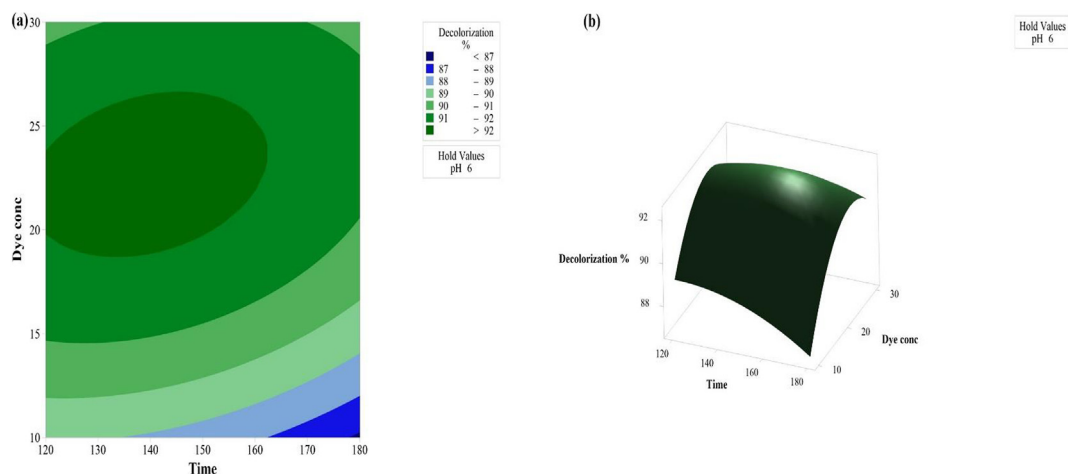 (a)
30
25
20
15
10
Dye conc
120 130 140 150 160 170 180
Time
Decolorization
%
< 87
87 – 88
88 – 89
89 – 90
90 – 91
91 – 92
> 92
Hold Values
pH 6
(b)
Hold Values
pH 6
92
90
88
Decolorization %
120
140
160
180
Time
10
20
30
Dye conc